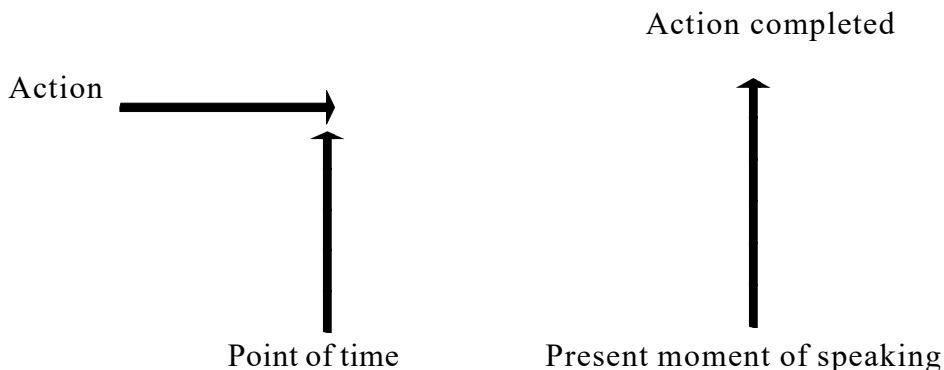 Action completed
Action
Point of time
Present moment of speaking